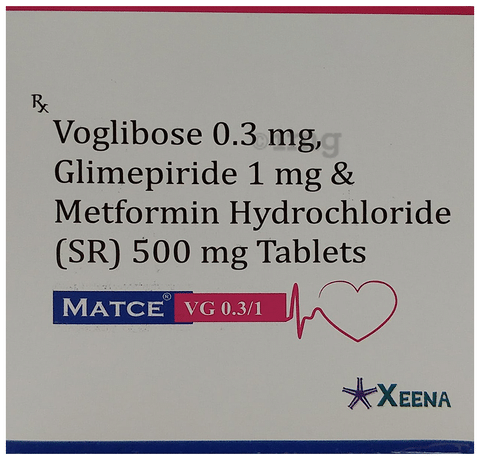 Rx
Voglibose 0.3 mg,
Glimepiride 1 mg &
Metformin Hydrochloride
(SR) 500 mg Tablets
MATCE® VG 0.3/1
XEENA